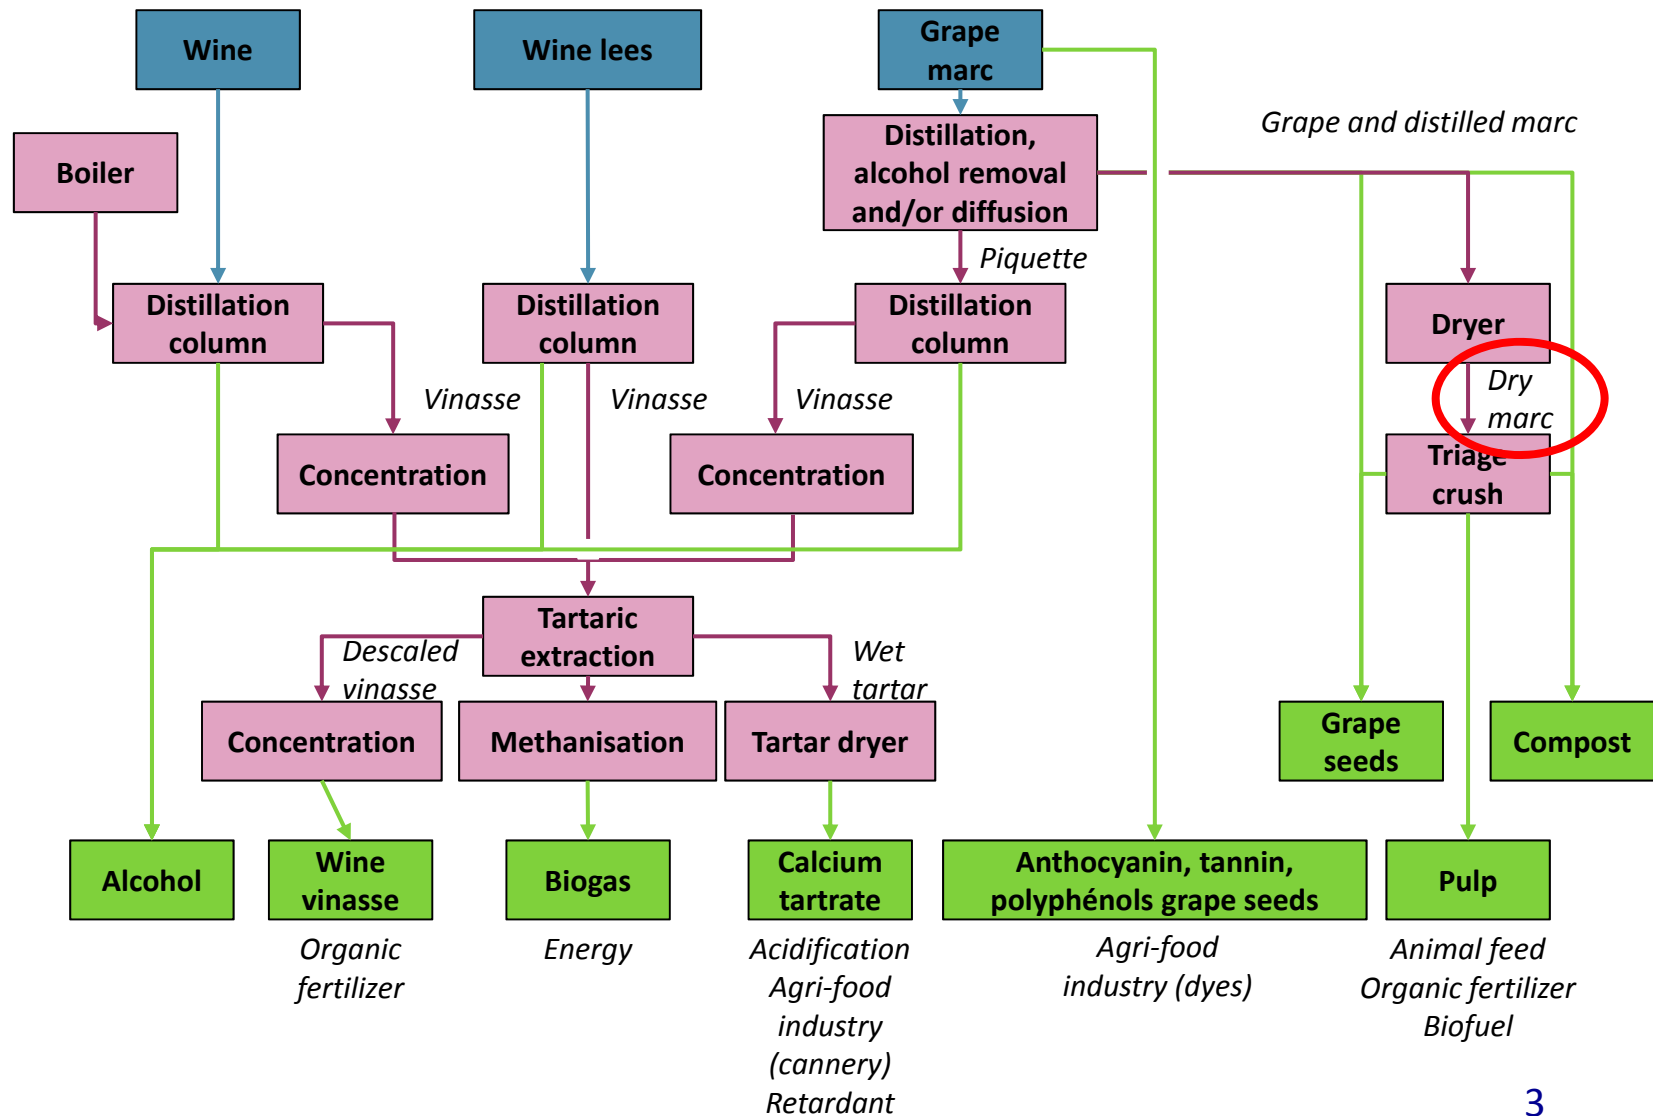 Wine
Wine lees
Grape
marc
Grape and distilled marc
Boiler
Distillation,
alcohol removal
and/or diffusion
Piquette
Distillation
column
Distillation
column
Distillation
column
Dryer
Dry
marc
Vinasse
Vinasse
Vinasse
Concentration
Concentration
Triage
crush
Tartaric
extraction
Descaled
vinasse
Wet
tartar
Concentration
Methanisation
Tartar dryer
Grape
seeds
Compost
Alcohol
Wine
vinasse
Biogas
Calcium
tartrate
Anthocyanin, tannin,
polyphénols grape seeds
Pulp
Organic
fertilizer
Energy
Acidification
Agri-food
industry
(cannery)
Retardant
Agri-food
industry (dyes)
Animal feed
Organic fertilizer
Biofuel
3